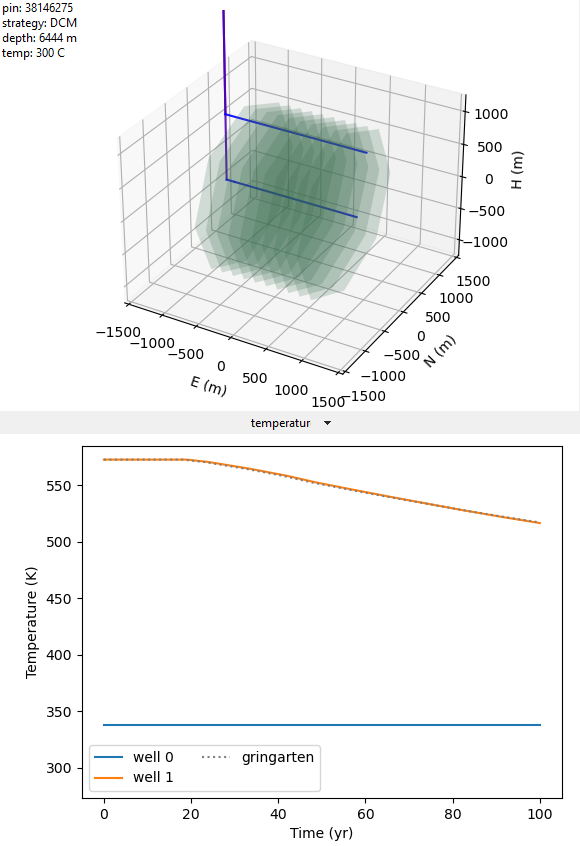 pin: 38146275
strategy: DCM
depth: 6444 m
temp: 300 C
1000
500
0
−500
−1000
H (m)
1500
1000
500
0
−500
−1000
−1500
N (m)
−1500
−1000
−500
0
500
1000
1500
E (m)
temperatur
550
500
450
400
350
300
Temperature (K)
well 0
well 1
gringarten
0 20 40 60 80 100
Time (yr)